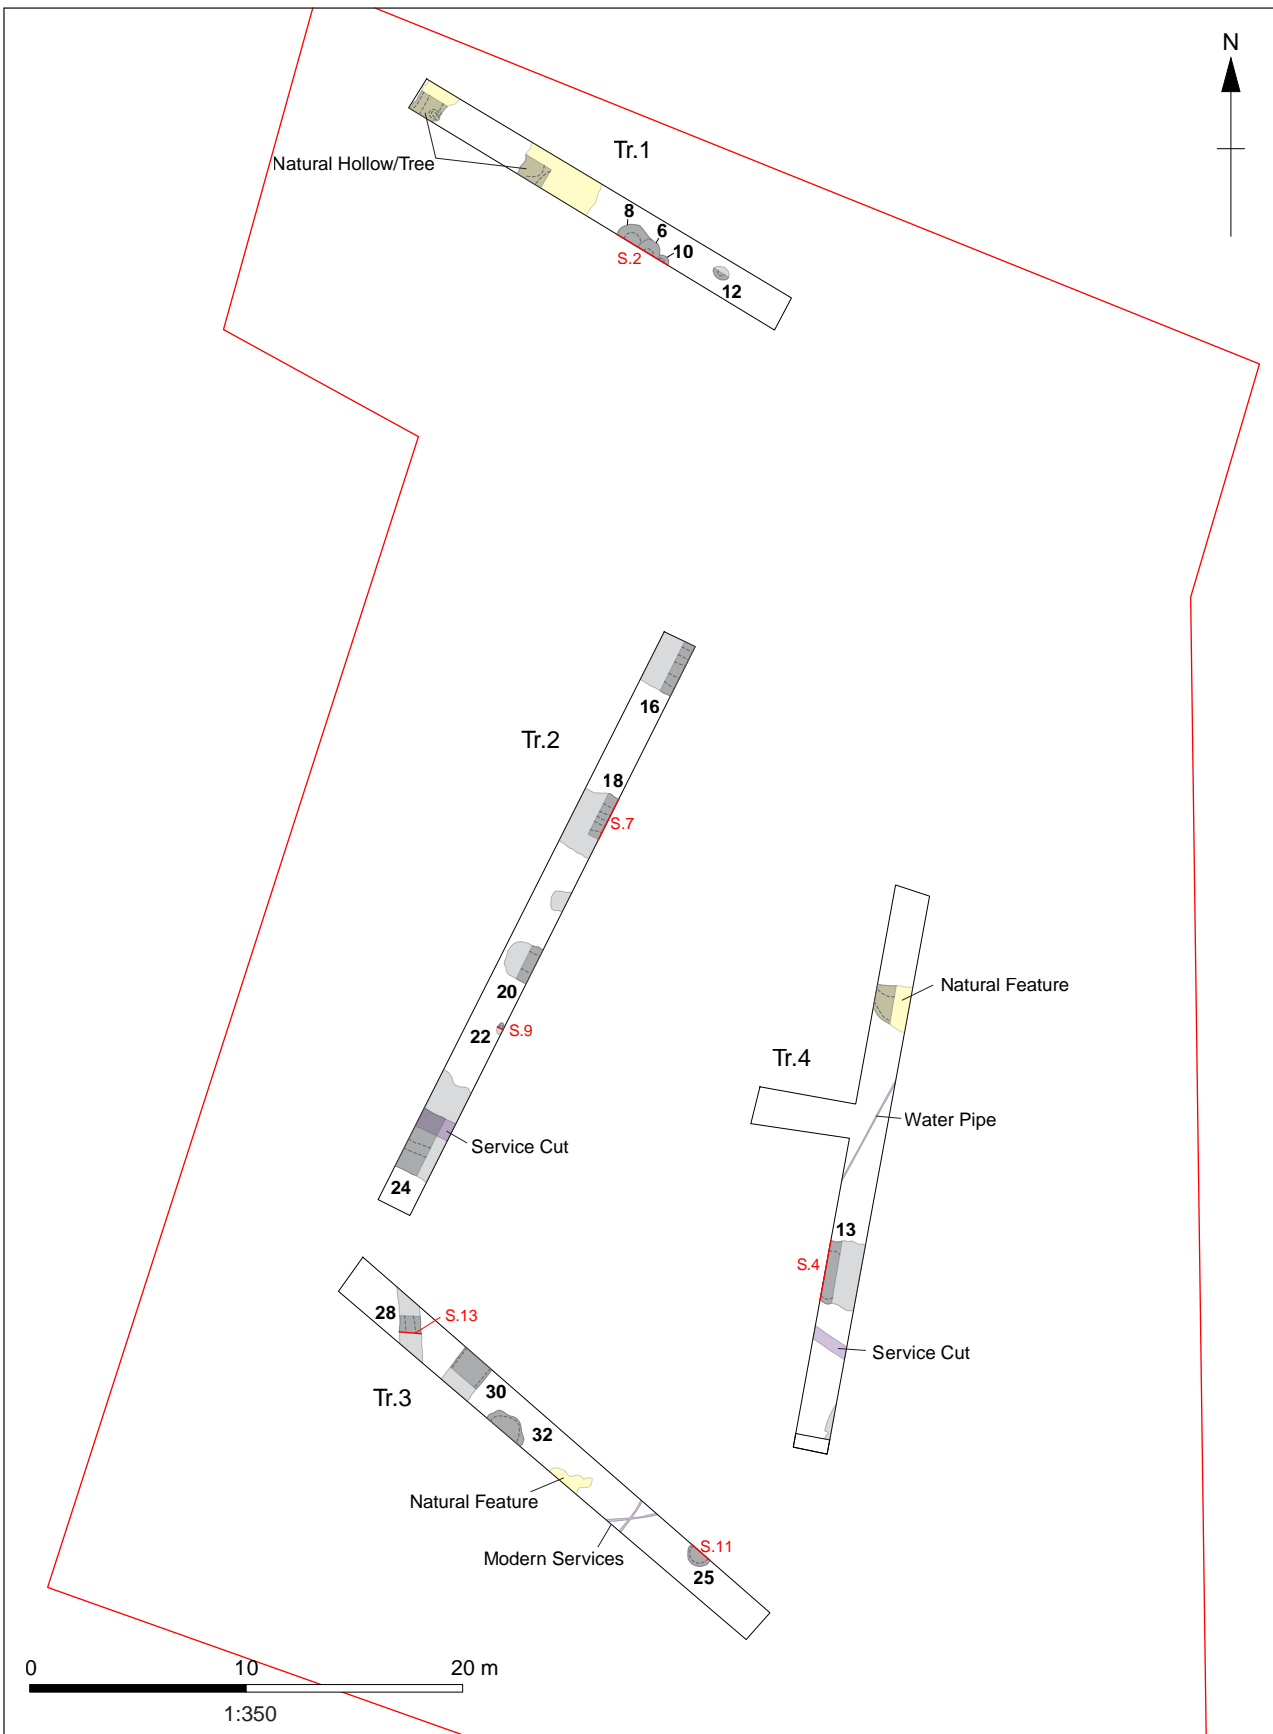 N
Tr.1
Natural Hollow/Tree
8
6
10
S.2
12
16
Tr.2
18
S.7
20
22
S.9
Service Cut
24
Natural Feature
Tr.4
Water Pipe
13
S.4
Service Cut
28
S.13
30
Tr.3
32
Natural Feature
Modern Services
S.11
25
0 10 20 m
1:350